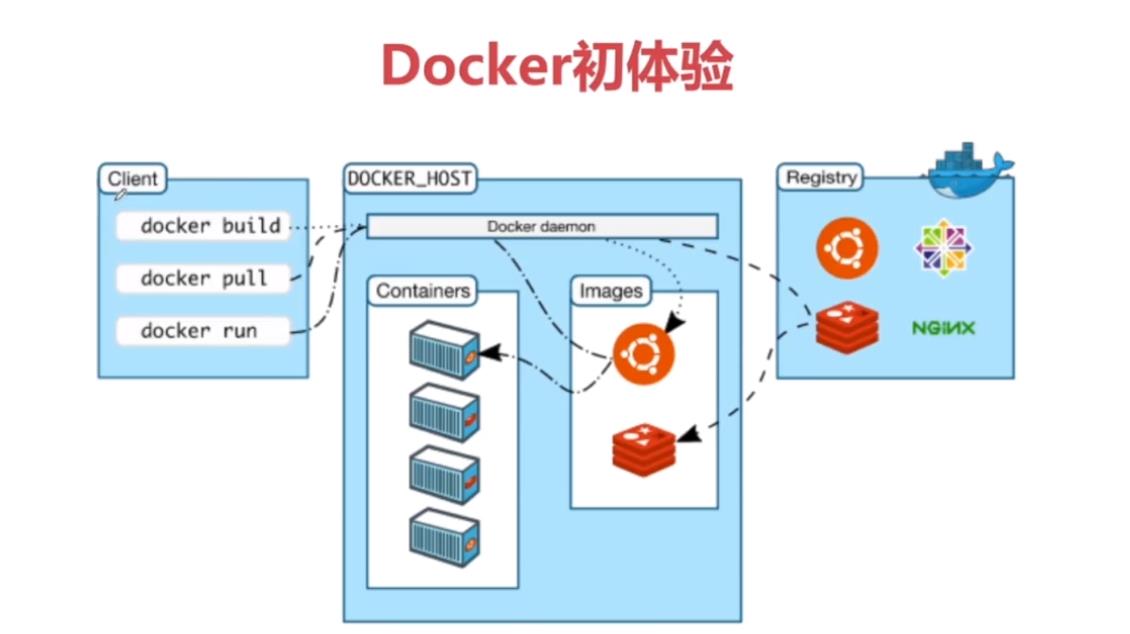 Docker初体验
Client
docker build
docker pull
docker run
DOCKER_HOST
Docker daemon
Containers
Images
Registry
NGiNX